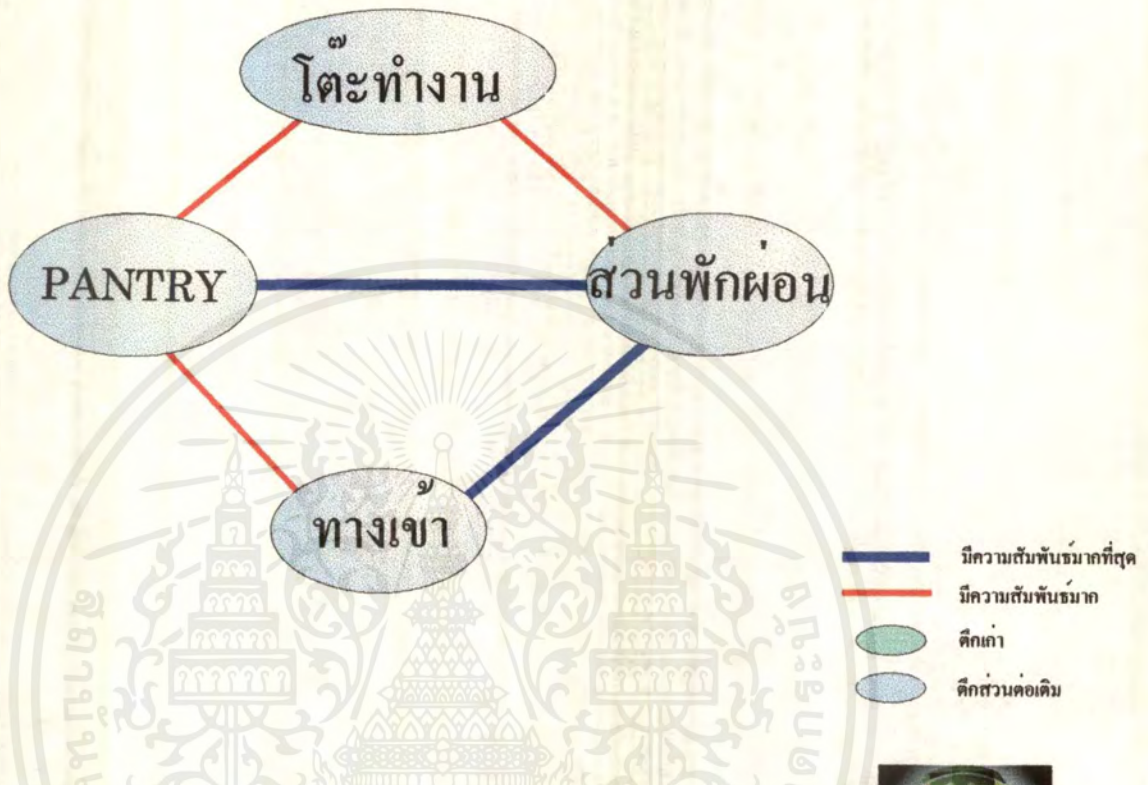 โต๊ะทำงาน
PANTRY
ส่วนพักผ่อน
ทางเข้า
มีความสัมพันธ์มากที่สุด
มีความสัมพันธ์มาก
ตึกเก่า
ตึกส่วนต่อเติม